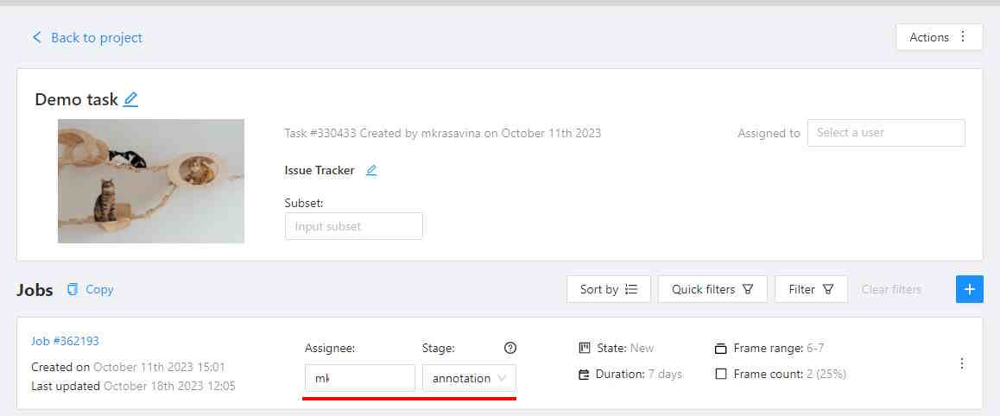 Back to project
Actions
Demo task
Task #330433 Created by mkrasavina on October 11th 2023
Assigned to
Select a user
Issue Tracker
Subset:
Input subset
Jobs
Copy
Sort by
Quick filters
Filter
Clear filters
Job #362193
Created on October 11th 2023 15:01
Last updated October 18th 2023 12:05
Assignee:
mk
Stage:
annotation
State: New
Duration: 7 days
Frame range: 6-7
Frame count: 2 (25%)